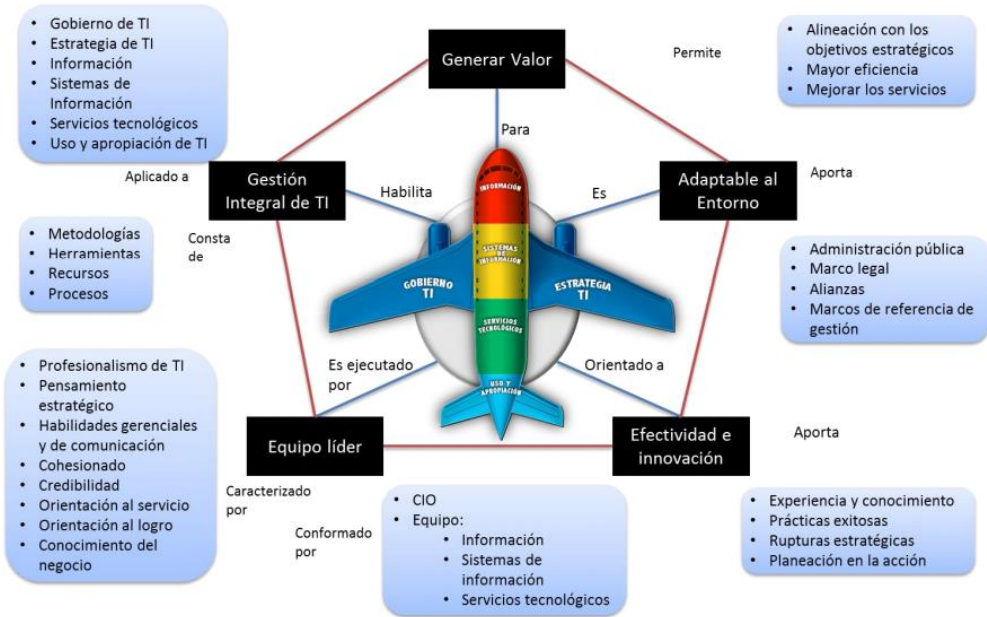 • Gobierno de TI
• Estrategia de TI
• Información
• Sistemas de
Información
• Servicios tecnológicos
• Uso y apropiación de TI
Generar Valor
Permite
• Alineación con los
objetivos estratégicos
• Mayor eficiencia
• Mejorar los servicios
Para
Aplicado a
Gestión
Integral de TI
Habilita
INFORMACIÓN
Es
Adaptable al
Entorno
Aporta
• Metodologías
• Herramientas
• Recursos
• Procesos
Consta
de
SISTEMAS
DE
INFORMACIÓN
GOBIERNO
TI
ESTRATEGIA
TI
SERVICIOS
TECNOLÓGICOS
• Administración pública
• Marco legal
• Alianzas
• Marcos de referencia de
gestión
• Profesionalismo de TI
• Pensamiento
estratégico
• Habilidades gerenciales
y de comunicación
• Cohesionado
• Credibilidad
• Orientación al servicio
• Orientación al logro
• Conocimiento del
negocio
Es ejecutado
por
USO Y
APROPIACIÓN
Orientado a
Equipo líder
Efectividad e
innovación
Aporta
Caracterizado
por
Conformado
por
• CIO
• Equipo:
• Información
• Sistemas de
información
• Servicios tecnológicos
• Experiencia y conocimiento
• Prácticas exitosas
• Rupturas estratégicas
• Planeación en la acción